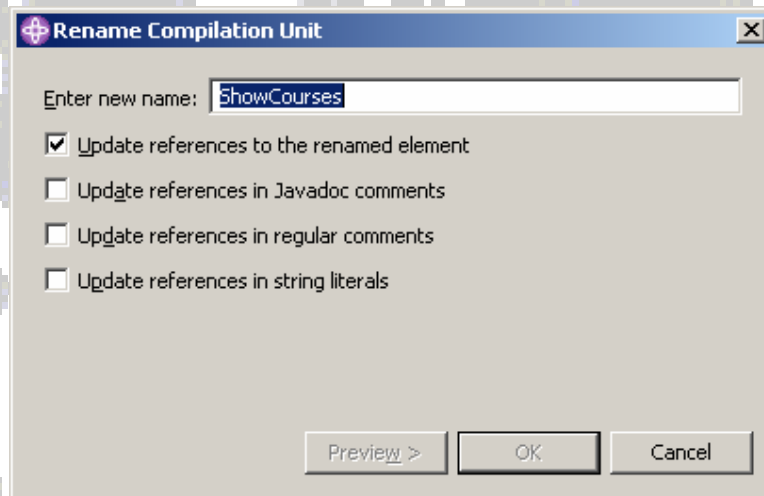 Rename Compilation Unit
Enter new name: ShowCourses
Update references to the renamed element
Update references in Javadoc comments
Update references in regular comments
Update references in string literals
Preview > OK Cancel